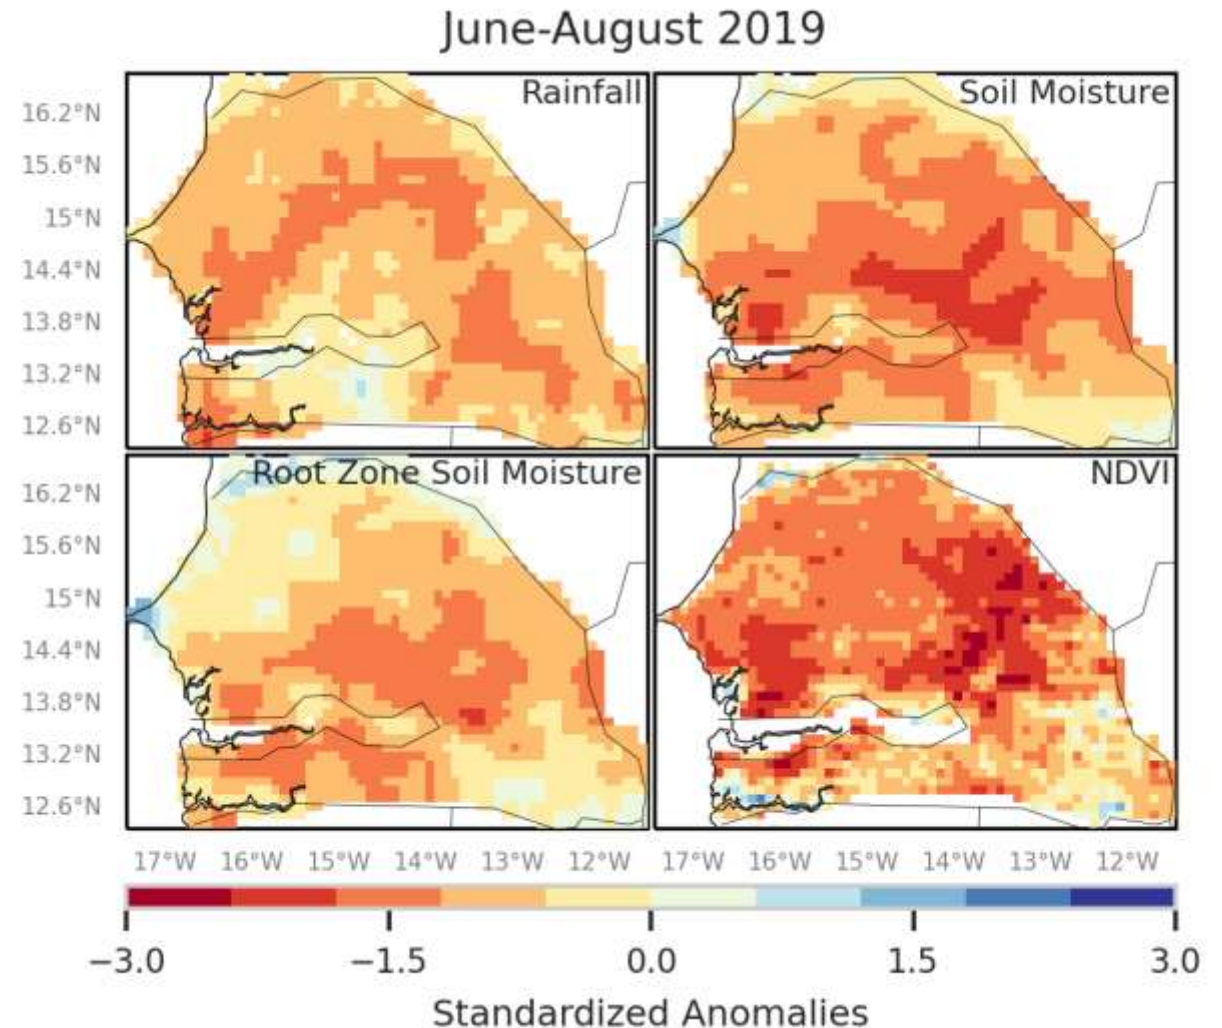 June-August 2019
Rainfall
Soil Moisture
16.2°N
15.6°N
15°N
14.4°N
13.8°N
13.2°N
12.6°N
Root Zone Soil Moisture
NDVI
16.2°N
15.6°N
15°N
14.4°N
13.8°N
13.2°N
12.6°N
17°W 16°W 15°W 14°W 13°W 12°W 17°W 16°W 15°W 14°W 13°W 12°W
−3.0 −1.5 0.0 1.5 3.0
Standardized Anomalies